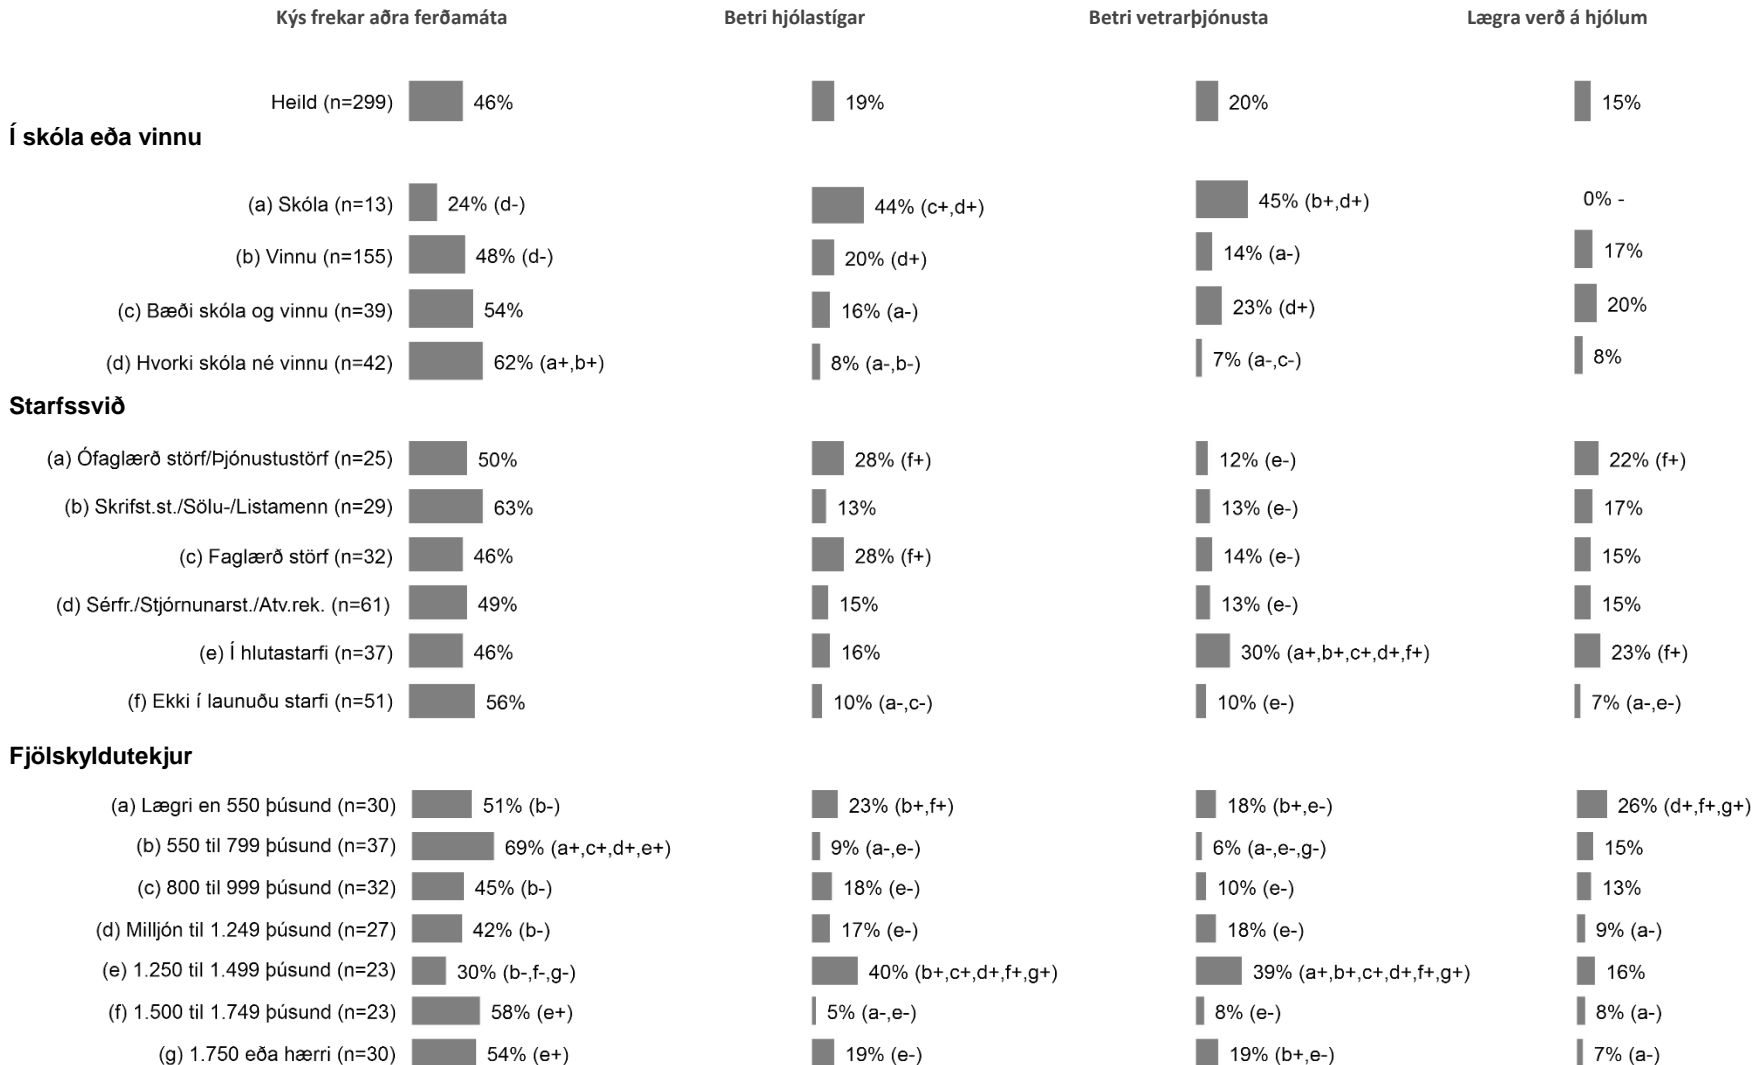 Kýs frekar aðra ferðamáta Betri hjólastígar Betri vetrarþjónusta Lægra verð á hjólum
Heild (n=299) 46% 19% 20% 15%
Í skóla eða vinnu
(a) Skóla (n=13) 24% (d-) 44% (c+,d+) 45% (b+,d+) 0% -
(b) Vinnu (n=155) 48% (d-) 20% (d+) 14% (a-) 17%
(c) Bæði skóla og vinnu (n=39) 54% 16% (a-) 23% (d+) 20%
(d) Hvorki skóla né vinnu (n=42) 62% (a+,b+) 8% (a-,b-) 7% (a-,c-) 8%
Starfssvið
(a) Ófaglærð störf/Þjónustustörf (n=25) 50% 28% (f+) 12% (e-) 22% (f+)
(b) Skrifst.st./Sölu-/Listamenn (n=29) 63% 13% 13% (e-) 17%
(c) Faglærð störf (n=32) 46% 28% (f+) 14% (e-) 15%
(d) Sérfr./Stjórnunarst./Atv.rek. (n=61) 49% 15% 13% (e-) 15%
(e) Í hlutastarfi (n=37) 46% 16% 30% (a+,b+,c+,d+,f+) 23% (f+)
(f) Ekki í launuðu starfi (n=51) 56% 10% (a-,c-) 10% (e-) 7% (a-,e-)
Fjölskyldutekjur
(a) Lægri en 550 þúsund (n=30) 51% (b-) 23% (b+,f+) 18% (b+,e-) 26% (d+,f+,g+)
(b) 550 til 799 þúsund (n=37) 69% (a+,c+,d+,e+) 9% (a-,e-) 6% (a-,e-,g-) 15%
(c) 800 til 999 þúsund (n=32) 45% (b-) 18% (e-) 10% (e-) 13%
(d) Milljón til 1.249 þúsund (n=27) 42% (b-) 17% (e-) 18% (e-) 9% (a-)
(e) 1.250 til 1.499 þúsund (n=23) 30% (b-,f-,g-) 40% (b+,c+,d+,f+,g+) 39% (a+,b+,c+,d+,f+,g+) 16%
(f) 1.500 til 1.749 þúsund (n=23) 58% (e+) 5% (a-,e-) 8% (e-) 8% (a-)
(g) 1.750 eða hærri (n=30) 54% (e+) 19% (e-) 19% (b+,e-) 7% (a-)